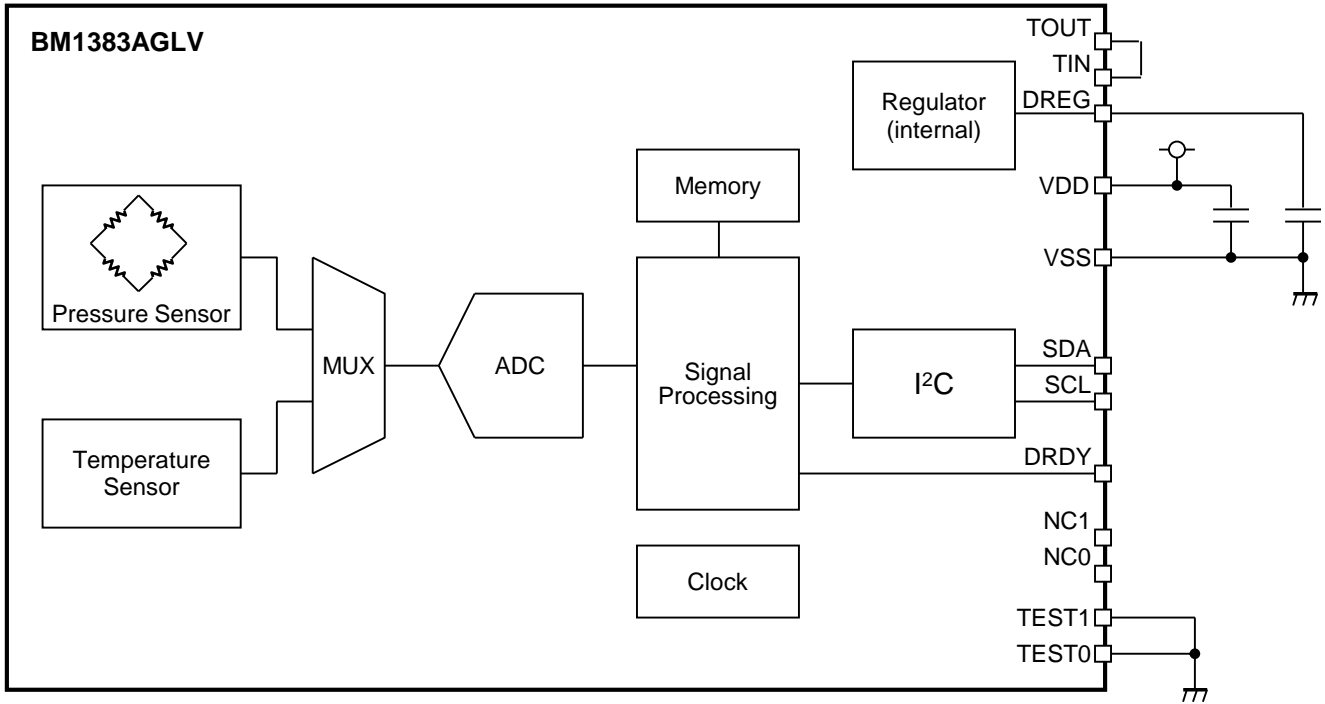 BM1383AGLV
TOUT
TIN
DREG
Regulator
(internal)
VDD
Memory
VSS
Pressure Sensor
MUX
ADC
Signal
Processing
I²C
SDA
SCL
Temperature
Sensor
DRDY
NC1
NC0
Clock
TEST1
TEST0